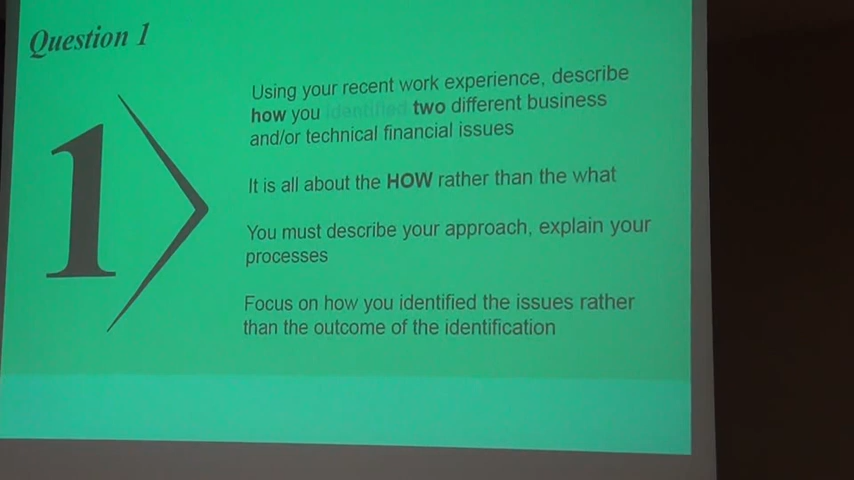 Question 1
1
Using your recent work experience, describe
how you identified two different business
and/or technical financial issues
It is all about the HOW rather than the what
You must describe your approach, explain your
processes
Focus on how you identified the issues rather
than the outcome of the identification